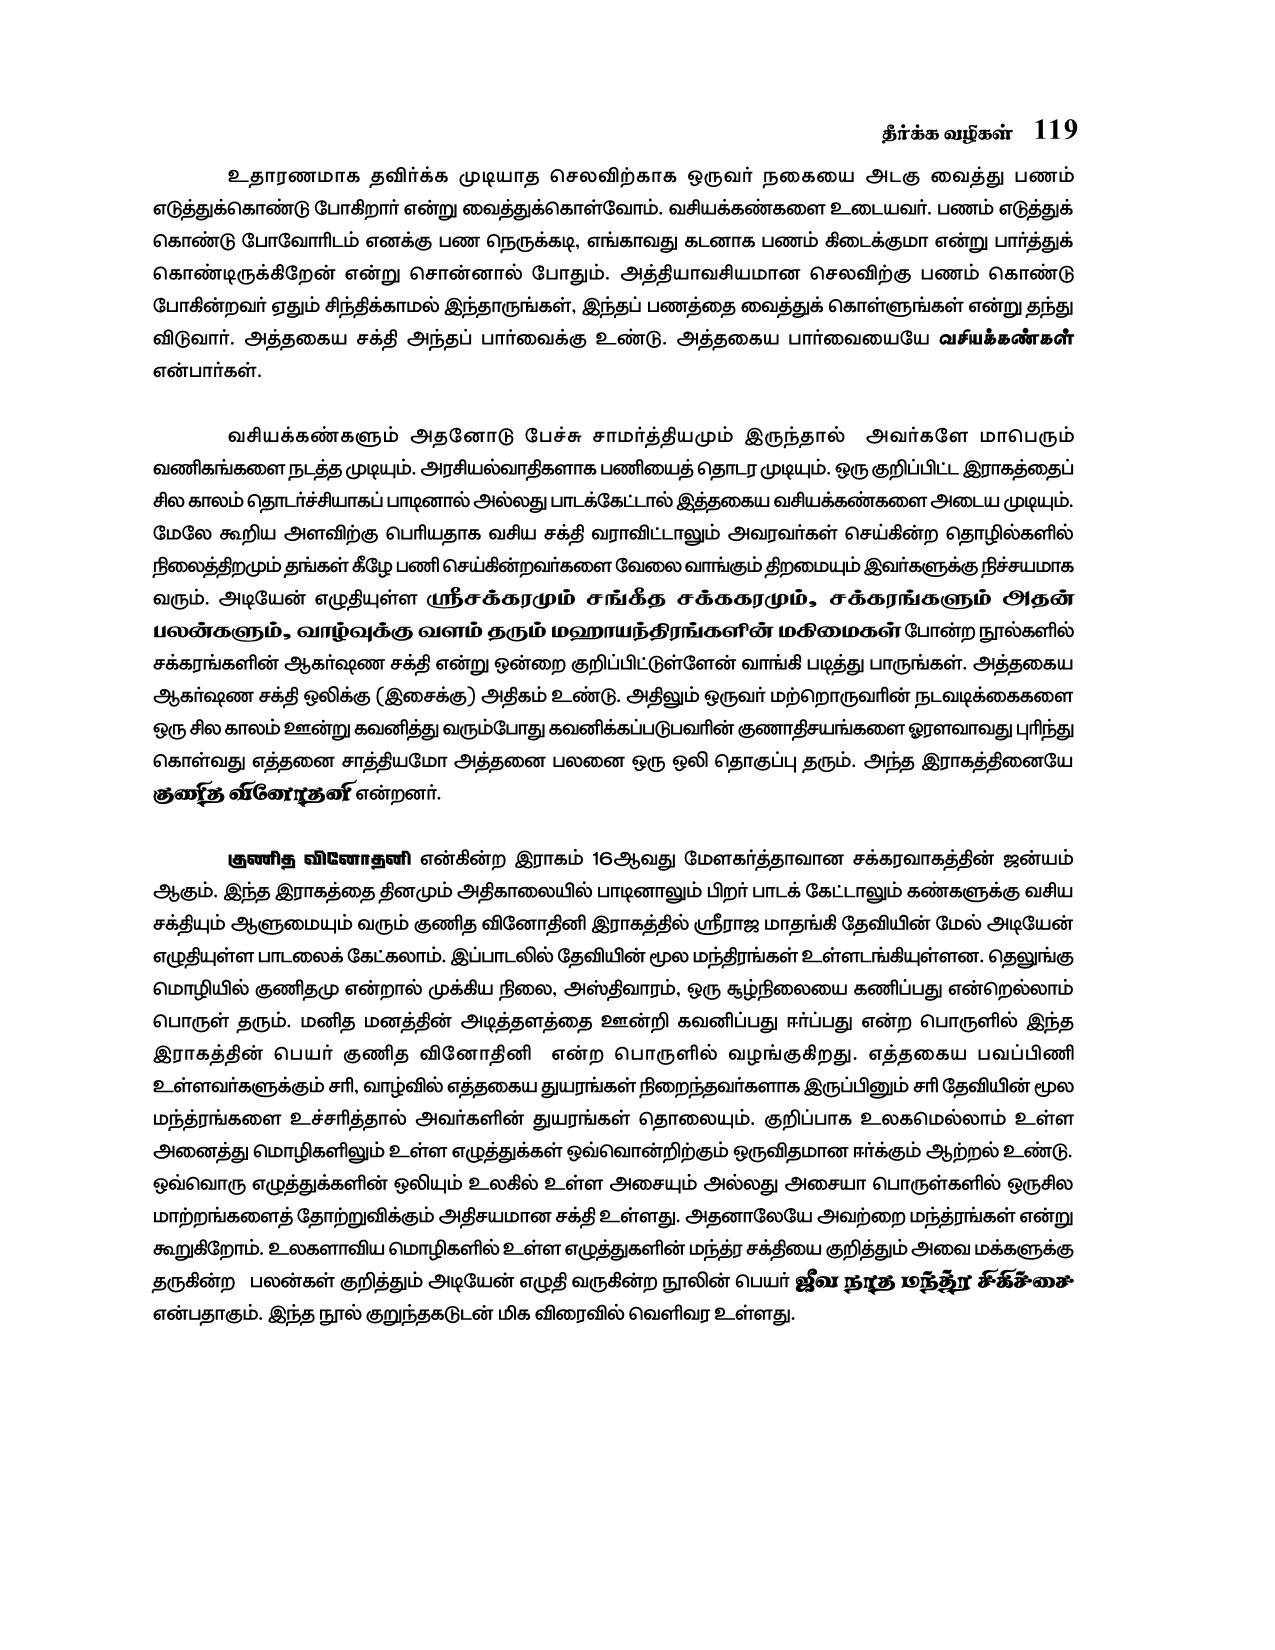 தீர்க்க வழிகள் 119
உதாரணமாக தவிர்க்க முடியாத செலவிற்காக ஒருவர் நகையை அடகு வைத்து பணம்
எடுத்துக்கொண்டு போகிறார் என்று வைத்துக்கொள்வோம். வசியக்கண்களை உடையவர். பணம் எடுத்துக்
கொண்டு போவோரிடம் எனக்கு பண நெருக்கடி, எங்காவது கடனாக பணம் கிடைக்குமா என்று பார்த்துக்
கொண்டிருக்கிறேன் என்று சொன்னால் போதும். அத்தியாவசியமான செலவிற்கு பணம் கொண்டு
போகின்றவர் ஏதும் சிந்திக்காமல் இந்தாருங்கள், இந்தப் பணத்தை வைத்துக் கொள்ளுங்கள் என்று தந்து
விடுவார். அத்தகைய சக்தி அந்தப் பார்வைக்கு உண்டு. அத்தகைய பார்வையையே வசியக்கண்கள்
என்பார்கள்.
வசியக்கண்களும் அதனோடு பேச்சு சாமர்த்தியமும் இருந்தால் அவர்களே மாபெரும்
வணிகங்களை நடத்த முடியும். அரசியல்வாதிகளாக பணியைத் தொடர முடியும். ஒரு குறிப்பிட்ட இராகத்தைப்
சில காலம் தொடர்ச்சியாகப் பாடினால் அல்லது பாடக்கேட்டால் இத்தகைய வசியக்கண்களை அடைய முடியும்.
மேலே கூறிய அளவிற்கு பெரியதாக வசிய சக்தி வராவிட்டாலும் அவரவர்கள் செய்கின்ற தொழில்களில்
நிலைத்திறமும் தங்கள் கீழே பணி செய்கின்றவர்களை வேலை வாங்கும் திறமையும் இவர்களுக்கு நிச்சயமாக
வரும். அடியேன் எழுதியுள்ள ஸ்ரீசக்கரமும் சங்கீத சக்ககரமும், சக்கரங்களும் அதன்
பலன்களும், வாழ்வுக்கு வளம் தரும் மஹாயந்திரங்களின் மகிமைகள் போன்ற நூல்களில்
சக்கரங்களின் ஆகர்ஷண சக்தி என்று ஒன்றை குறிப்பிட்டுள்ளேன் வாங்கி படித்து பாருங்கள். அத்தகைய
ஆகர்ஷண சக்தி ஒலிக்கு (இசைக்கு) அதிகம் உண்டு. அதிலும் ஒருவர் மற்றொருவரின் நடவடிக்கைகளை
ஒரு சில காலம் ஊன்று கவனித்து வரும்போது கவனிக்கப்படுபவரின் குணாதிசயங்களை ஓரளவாவது புரிந்து
கொள்வது எத்தனை சாத்தியமோ அத்தனை பலனை ஒரு ஒலி தொகுப்பு தரும். அந்த இராகத்தினையே
குணித வினோதனி என்றனர்.
குணித வினோதனி என்கின்ற இராகம் 16ஆவது மேளகர்த்தாவான சக்கரவாகத்தின் ஜன்யம்
ஆகும். இந்த இராகத்தை தினமும் அதிகாலையில் பாடினாலும் பிறர் பாடக் கேட்டாலும் கண்களுக்கு வசிய
சக்தியும் ஆளுமையும் வரும் குணித வினோதினி இராகத்தில் ஸ்ரீராஜ மாதங்கி தேவியின் மேல் அடியேன்
எழுதியுள்ள பாடலைக் கேட்கலாம். இப்பாடலில் தேவியின் மூல மந்திரங்கள் உள்ளடங்கியுள்ளன. தெலுங்கு
மொழியில் குணிதமு என்றால் முக்கிய நிலை, அஸ்திவாரம், ஒரு சூழ்நிலையை கணிப்பது என்றெல்லாம்
பொருள் தரும். மனித மனத்தின் அடித்தளத்தை ஊன்றி கவனிப்பது ஈர்ப்பது என்ற பொருளில் இந்த
இராகத்தின் பெயர் குணித வினோதினி என்ற பொருளில் வழங்குகிறது. எத்தகைய பவப்பிணி
உள்ளவர்களுக்கும் சரி, வாழ்வில் எத்தகைய துயரங்கள் நிறைந்தவர்களாக இருப்பினும் சரி தேவியின் மூல
மந்த்ரங்களை உச்சரித்தால் அவர்களின் துயரங்கள் தொலையும். குறிப்பாக உலகமெல்லாம் உள்ள
அனைத்து மொழிகளிலும் உள்ள எழுத்துக்கள் ஒவ்வொன்றிற்கும் ஒருவிதமான ஈர்க்கும் ஆற்றல் உண்டு.
ஒவ்வொரு எழுத்துக்களின் ஒலியும் உலகில் உள்ள அசையும் அல்லது அசையா பொருள்களில் ஒருசில
மாற்றங்களைத் தோற்றுவிக்கும் அதிசயமான சக்தி உள்ளது. அதனாலேயே அவற்றை மந்த்ரங்கள் என்று
கூறுகிறோம். உலகளாவிய மொழிகளில் உள்ள எழுத்துகளின் மந்த்ர சக்தியை குறித்தும் அவை மக்களுக்கு
தருகின்ற பலன்கள் குறித்தும் அடியேன் எழுதி வருகின்ற நூலின் பெயர் ஜீவ நாத மந்த்ர சிகிச்சை
என்பதாகும். இந்த நூல் குறுந்தகடுடன் மிக விரைவில் வெளிவர உள்ளது.